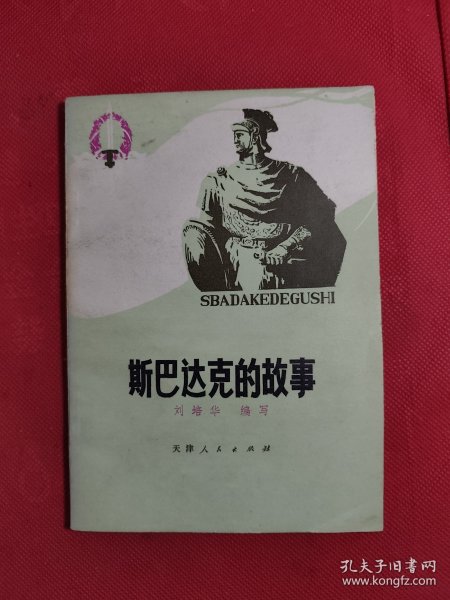 SBADAKEDEGUSHI
斯巴达克的故事
刘培华 编写
天津人民出版社
孔夫子旧书网
www.kongfz.com